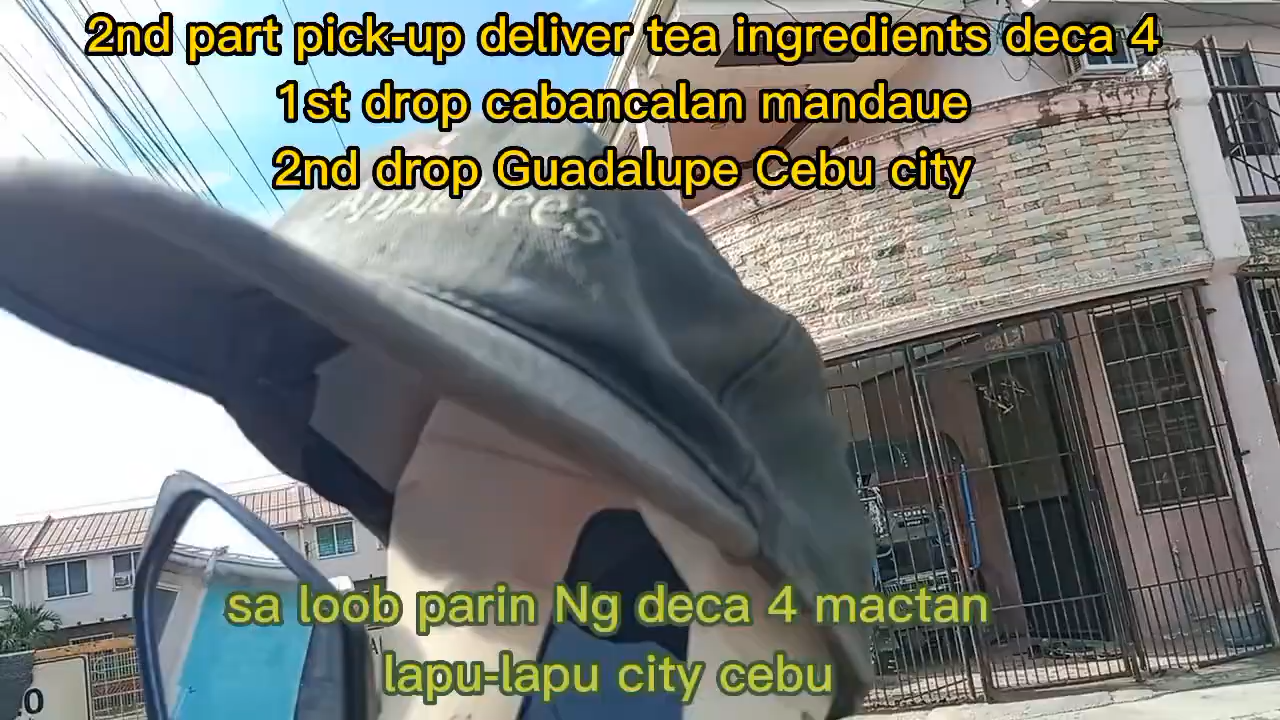 2nd part pick-up deliver tea ingredients deca 4
1st drop cabancalan mandaue
2nd drop Guadalupe Cebu city
Applebee's
sa loob parin Ng deca 4 mactan
lapu-lapu city cebu